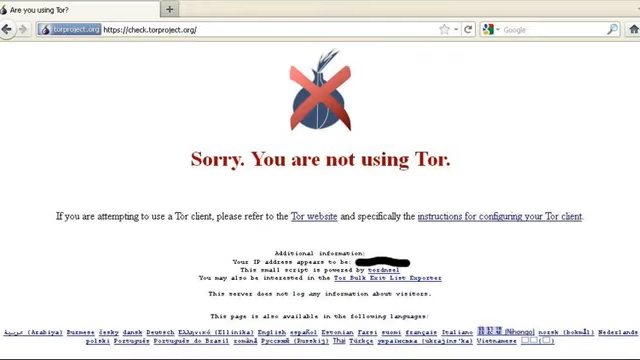 Are you using Tor?
torproject.org https://check.torproject.org/
Google
Sorry. You are not using Tor.
If you are attempting to use a Tor client, please refer to the Tor website and specifically the instructions for configuring your Tor client.
Additional information:
Your IP address appears to be:
This small script is powered by tordnsel
You may also be interested in the Tor Bulk Exit List Exporter
This server does not log any information about visitors.
This page is also available in the following languages:
عربية (Arabiya) Burmese česky dansk Deutsch Ελληνικά (Ellinika) English español Estonian Farsi suomi français Italiano 日本語 (Nihongo) norsk (bokmål) Nederlands
polski Português Português do Brasil română Русский (Russkij) Thai Türkçe українська (ukrajins'ka) Vietnamese